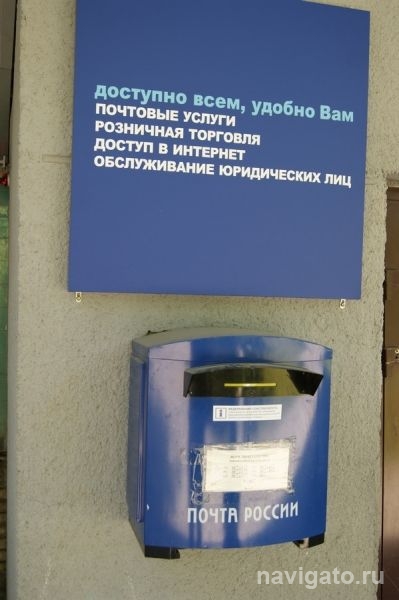 доступно всем, удобно Вам
ПОЧТОВЫЕ УСЛУГИ
РОЗНИЧНАЯ ТОРГОВЛЯ
ДОСТУП В ИНТЕРНЕТ
ОБСЛУЖИВАНИЕ ЮРИДИЧЕСКИХ ЛИЦ
ПОЧТА РОССИИ
navigato.ru